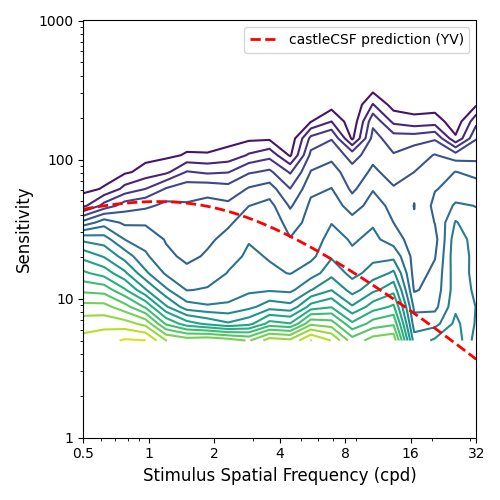 1000
castleCSF prediction (YV)
100
Sensitivity
10
1
0.5 1 2 4 8 16 32
Stimulus Spatial Frequency (cpd)